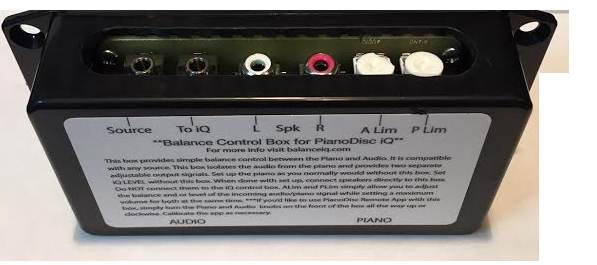 Source To iQ L Spk R A Lim P Lim
"Balance Control Box for PianoDisc iQ"
For more info visit balanceiq.com
This box provides simple balance control between the Piano and Audio. It is compatible
with any source. This box isolates the audio from the piano and provides two separate
adjustable output signals. Set up the piano as you normally would without this box. Set
iQ LEVEL, without this box. When done with set up, connect speakers directly to this box.
Do NOT connect them to the iQ control box. ALim and PLim simply allow you to adjust
the balance and or level of the incoming audio/piano signal while setting a maximum
volume for both at the same time. ***If you'd like to use PianoDisc Remote App with this
box, simply turn the Piano and Audio knobs on the front of the box all the way up or
clockwise. Calibrate the app as necessary.
AUDIO PIANO